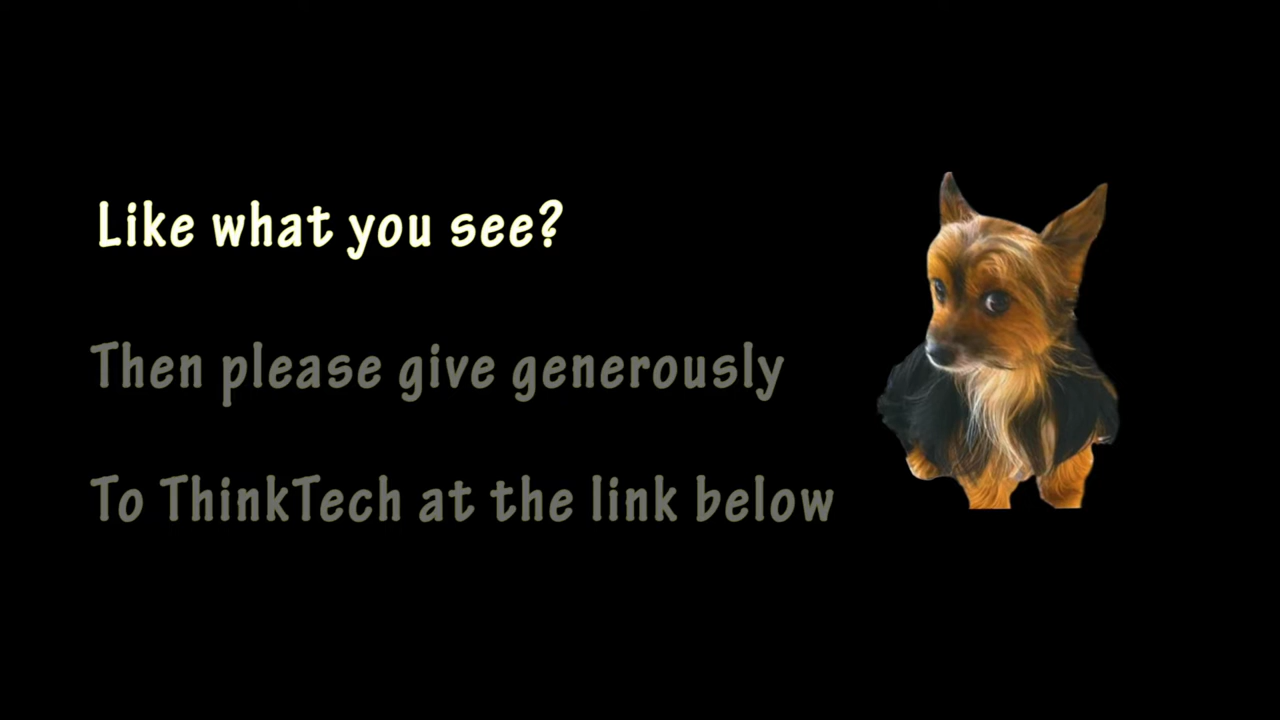 Like what you see?
Then please give generously
To ThinkTech at the link below